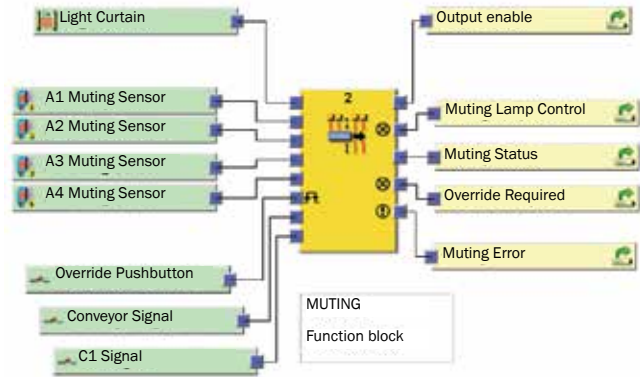 Light Curtain
A1 Muting Sensor
A2 Muting Sensor
A3 Muting Sensor
A4 Muting Sensor
Override Pushbutton
Conveyor Signal
C1 Signal
2
Output enable
Muting Lamp Control
Muting Status
Override Required
Muting Error
MUTING
Function block